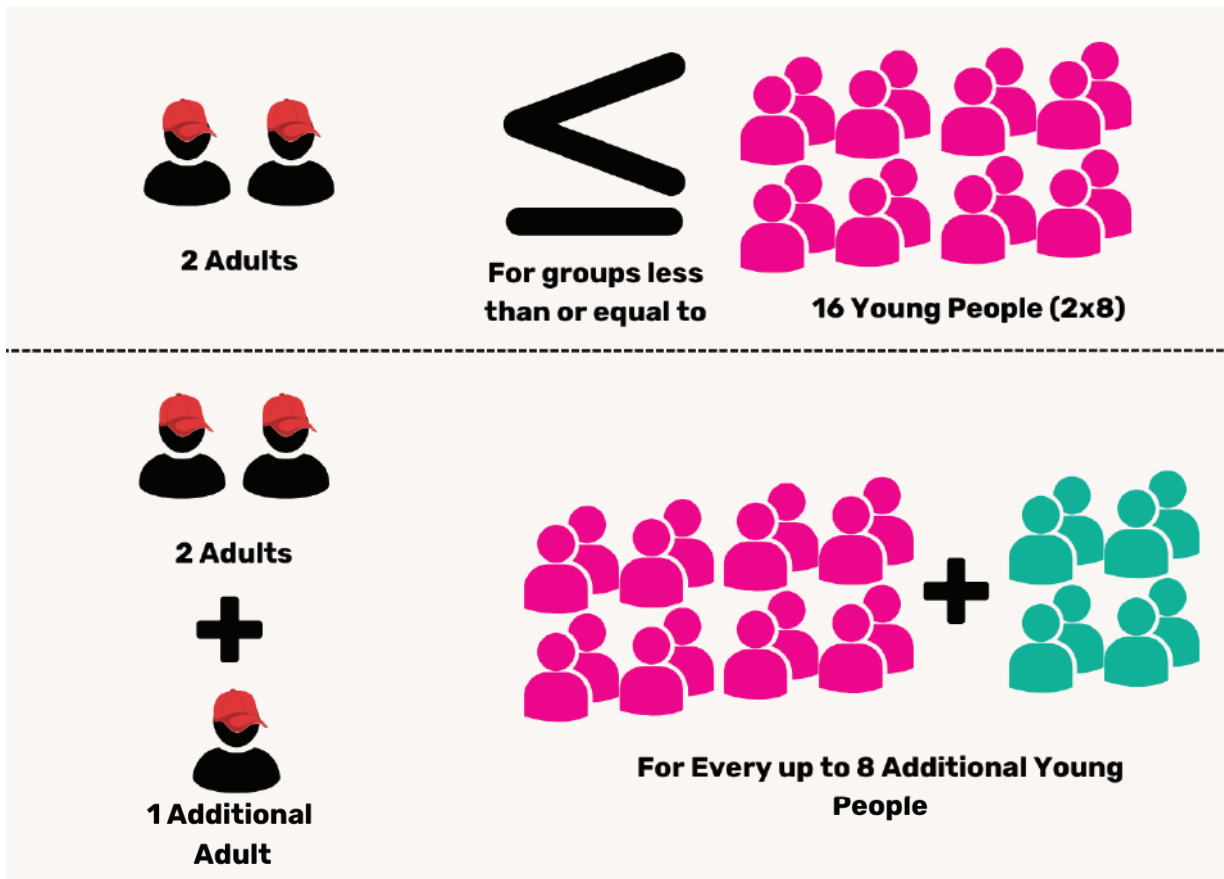 2 Adults
For groups less
than or equal to
16 Young People (2x8)
2 Adults
1 Additional
Adult
For Every up to 8 Additional Young
People